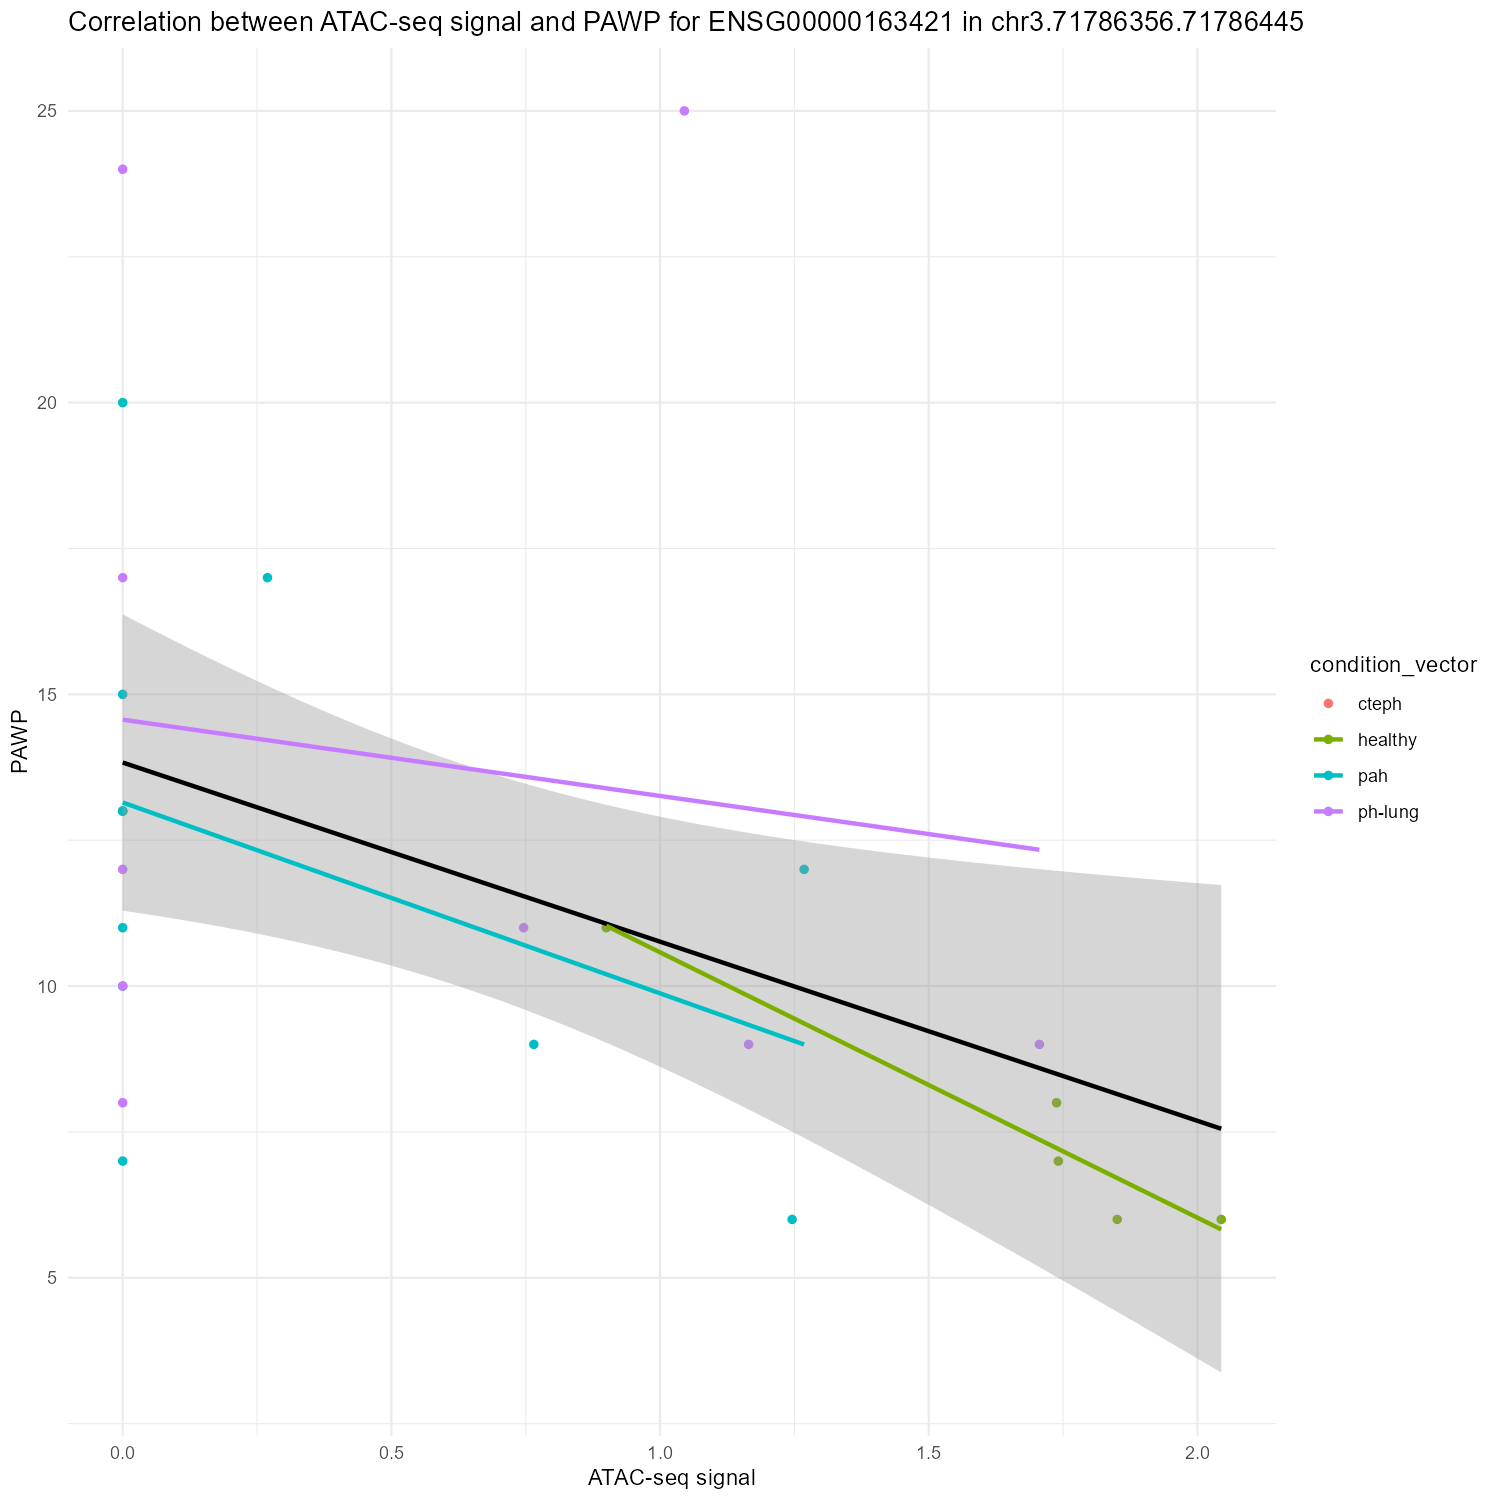 Correlation between ATAC-seq signal and PAWP for ENSG00000163421 in chr3.71786356.71786445
25
20
15
10
5
PAWP
0.0
0.5
1.0
1.5
2.0
ATAC-seq signal
condition_vector
cteph
healthy
pah
ph-lung